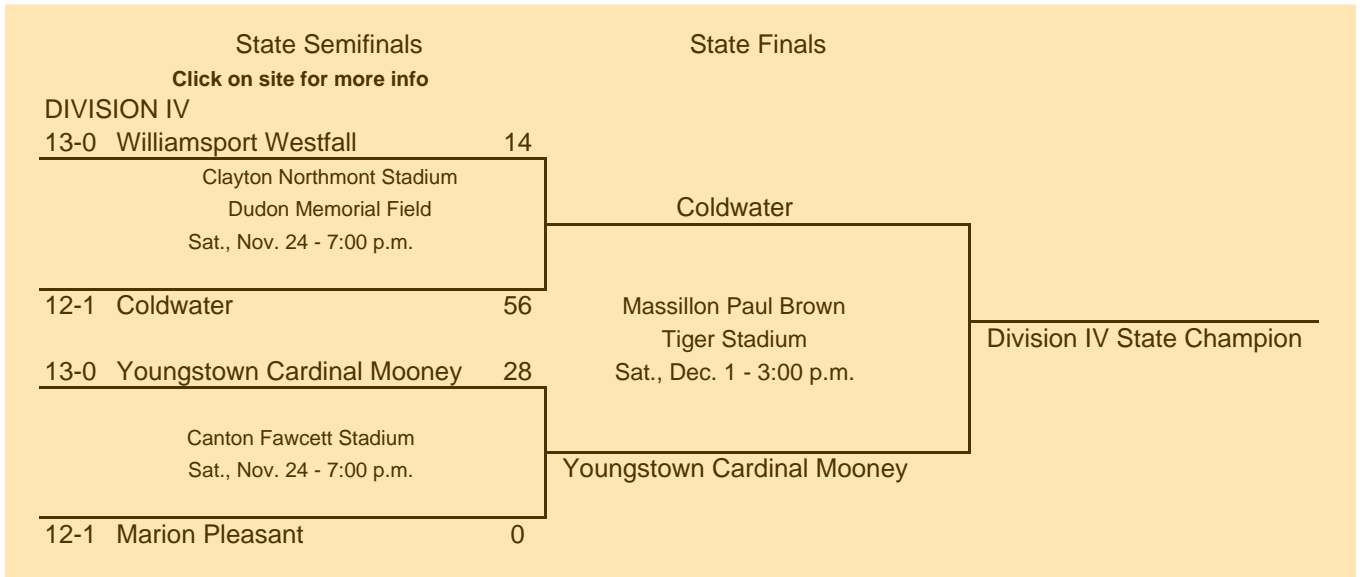 State Semifinals State Finals
Click on site for more info
DIVISION IV
13-0 Williamsport Westfall 14
Clayton Northmont Stadium
Dudon Memorial Field
Sat., Nov. 24 - 7:00 p.m.
12-1 Coldwater 56
13-0 Youngstown Cardinal Mooney 28
Canton Fawcett Stadium
Sat., Nov. 24 - 7:00 p.m.
12-1 Marion Pleasant 0
Coldwater
Massillon Paul Brown
Tiger Stadium
Sat., Dec. 1 - 3:00 p.m.
Youngstown Cardinal Mooney
Division IV State Champion